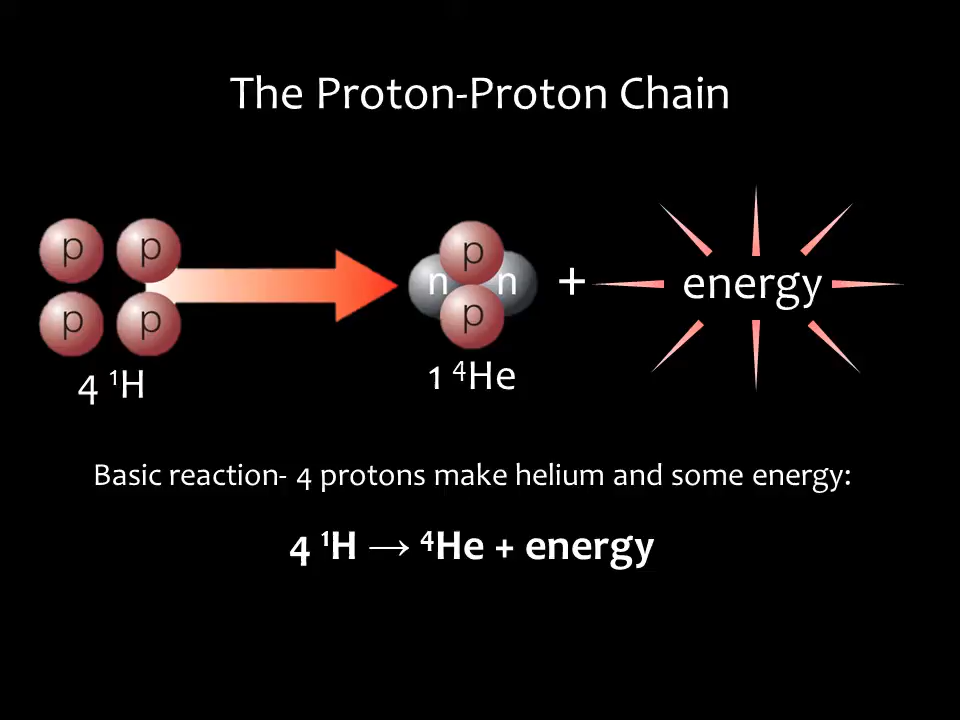 The Proton-Proton Chain
p p
n p n + energy
p p p
4 ¹H
1 ⁴He
Basic reaction- 4 protons make helium and some energy:
4 ¹H → ⁴He + energy